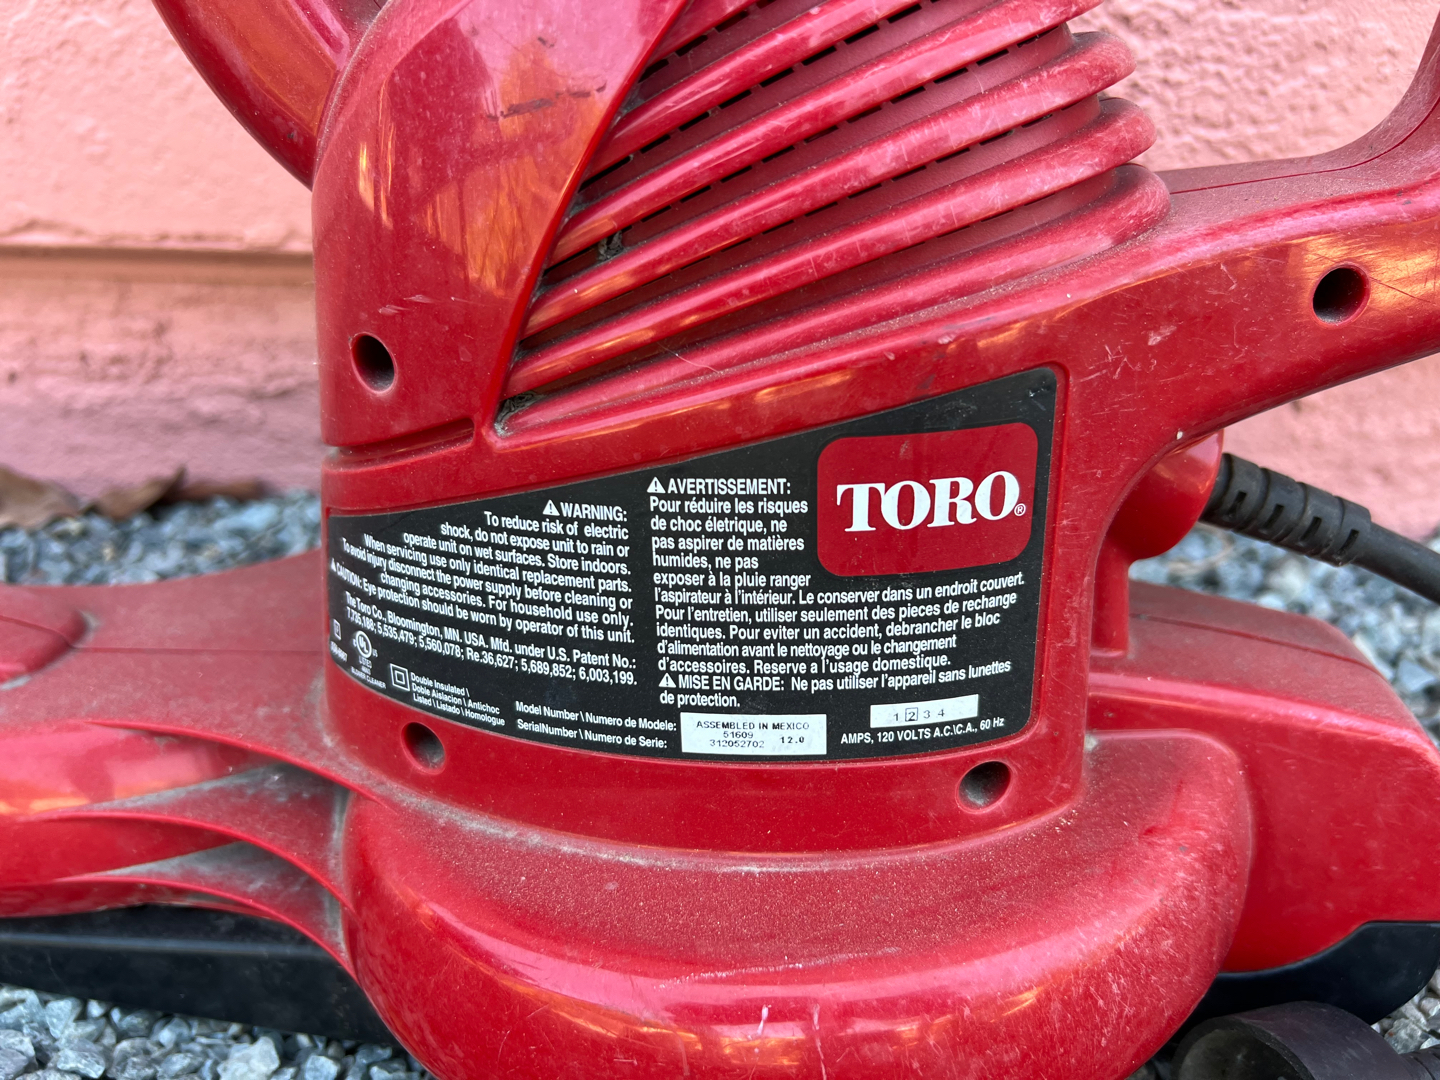 TORO®
⚠WARNING:
To reduce risk of electric
shock, do not expose unit to rain or
operate unit on wet surfaces. Store indoors.
When servicing use only identical replacement parts.
To avoid injury disconnect the power supply before cleaning or
changing accessories. For household use only.
⚠CAUTION: Eye protection should be worn by operator of this unit.
The Toro Co., Bloomington, MN. USA. Mfd. under U.S. Patent No.:
7,735,188; 5,535,479; 5,560,078; Re.36,627; 5,689,852; 6,003,199.
UL
LISTED
BLOWER CLEANER
Double Insulated \
Doble Aislacion \ Antichoc
Listed \ Listado \ Homologue
⚠AVERTISSEMENT:
Pour réduire les risques
de choc életrique, ne
pas aspirer de matières
humides, ne pas
exposer à la pluie ranger
l'aspirateur à l'intérieur. Le conserver dans un endroit couvert.
Pour l'entretien, utiliser seulement des pieces de rechange
identiques. Pour eviter un accident, debrancher le bloc
d'alimentation avant le nettoyage ou le changement
d'accessoires. Reserve a l'usage domestique.
⚠MISE EN GARDE: Ne pas utiliser l'appareil sans lunettes
de protection.
Model Number \ Numero de Modele:
SerialNumber \ Numero de Serie:
ASSEMBLED IN MEXICO
51609
312052702 12.0
1 2 3 4
AMPS, 120 VOLTS A.C.\C.A., 60 Hz